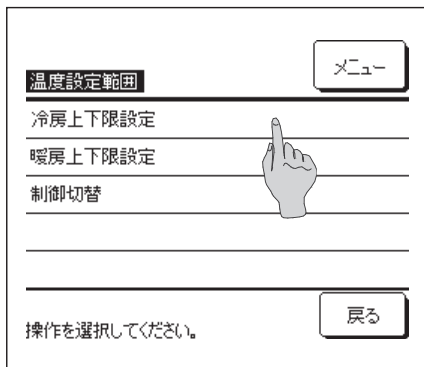 メニュー
温度設定範囲
冷房上下限設定
暖房上下限設定
制御切替
戻る
操作を選択してください。